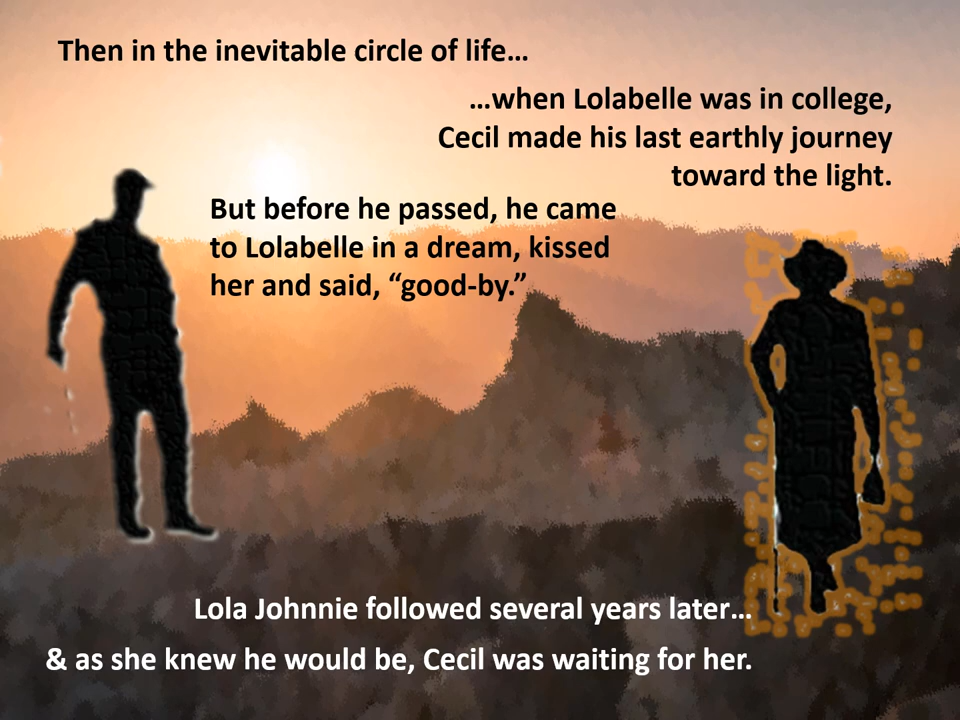 Then in the inevitable circle of life…
…when Lolabelle was in college,
Cecil made his last earthly journey
toward the light.
But before he passed, he came
to Lolabelle in a dream, kissed
her and said, “good-by.”
Lola Johnnie followed several years later…
& as she knew he would be, Cecil was waiting for her.